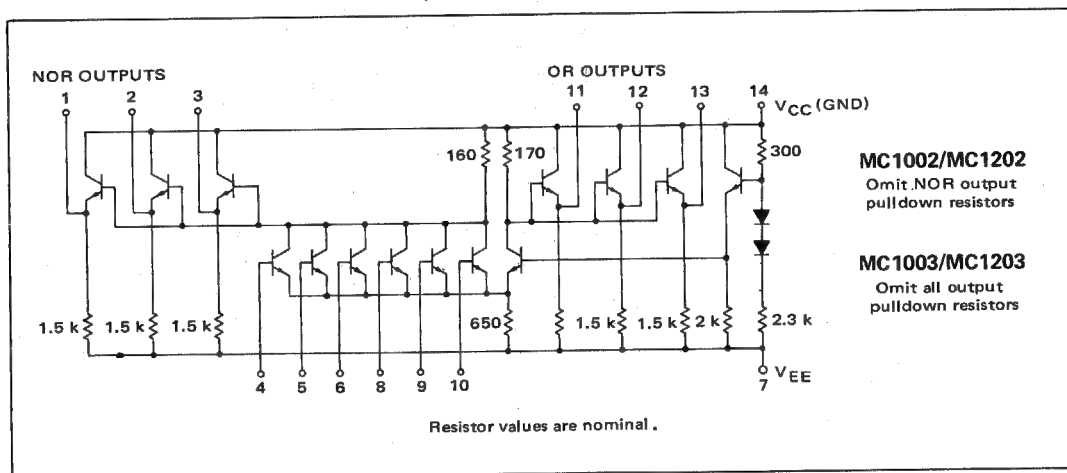 NOR OUTPUTS
1 2 3
OR OUTPUTS
11 12 13 14
VCC (GND)
160 170 300
MC1002/MC1202
Omit NOR output
pulldown resistors
MC1003/MC1203
Omit all output
pulldown resistors
1.5 k 1.5 k 1.5 k 650 1.5 k 1.5 k 2 k 2.3 k
4 5 6 8 9 10 7 VEE
Resistor values are nominal.